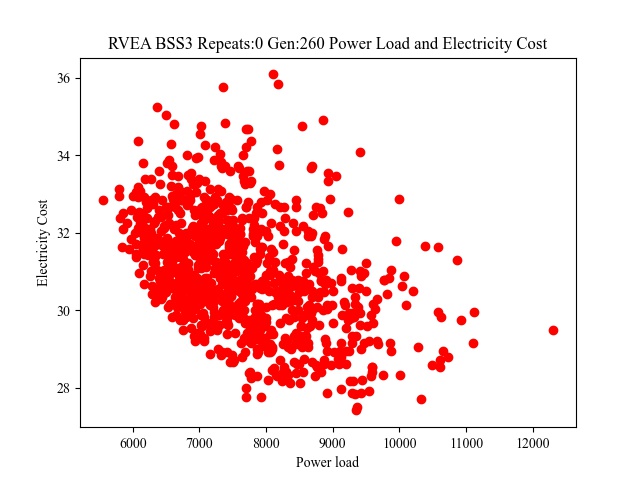 RVEA BSS3 Repeats:0 Gen:260 Power Load and Electricity Cost
36
34
32
30
28
Electricity Cost
6000 7000 8000 9000 10000 11000 12000
Power load